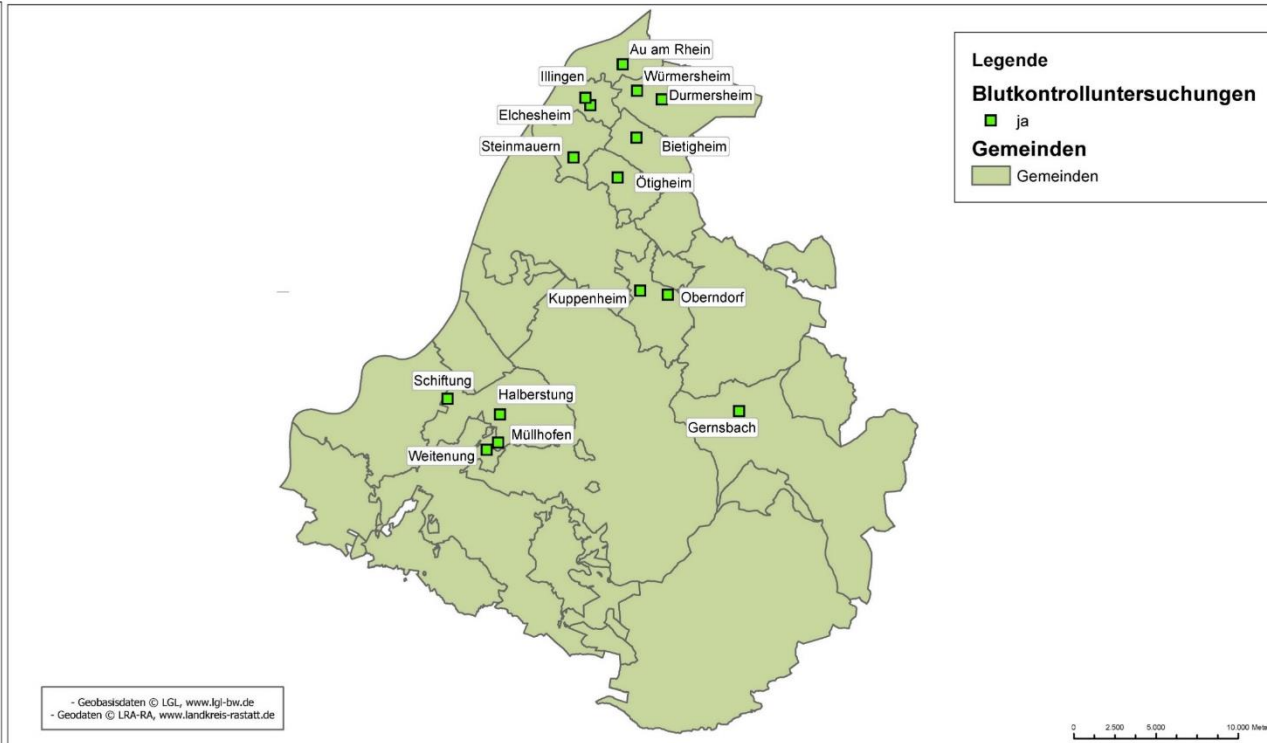 Au am Rhein
Illingen
Würmersheim
Durmersheim
Elchesheim
Steinmauern
Bietigheim
Ötigheim
Kuppenheim
Oberndorf
Schiftung
Halberstung
Gernsbach
Müllhofen
Weitenung
Legende
Blutkontrolluntersuchungen
ja
Gemeinden
Gemeinden
- Geobasisdaten © LGL, www.lgl-bw.de
- Geodaten © LRA-RA, www.landkreis-rastatt.de
0 2.500 5.000 10.000 Mete